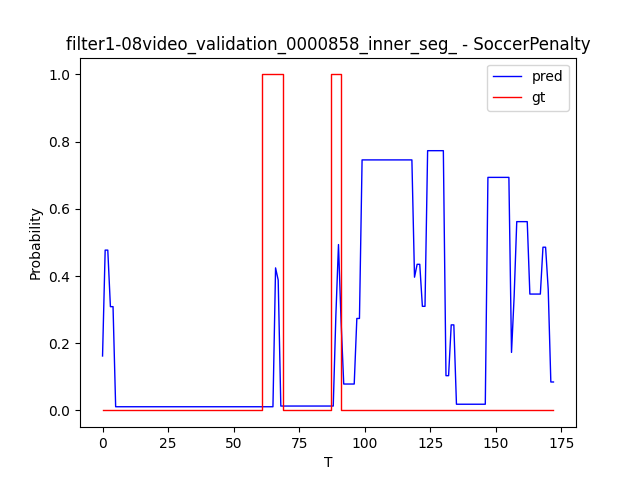 filter1-08video_validation_0000858_inner_seg_ - SoccerPenalty
pred
gt
1.0
0.8
0.6
0.4
0.2
0.0
Probability
0
25
50
75
100
125
150
175
T